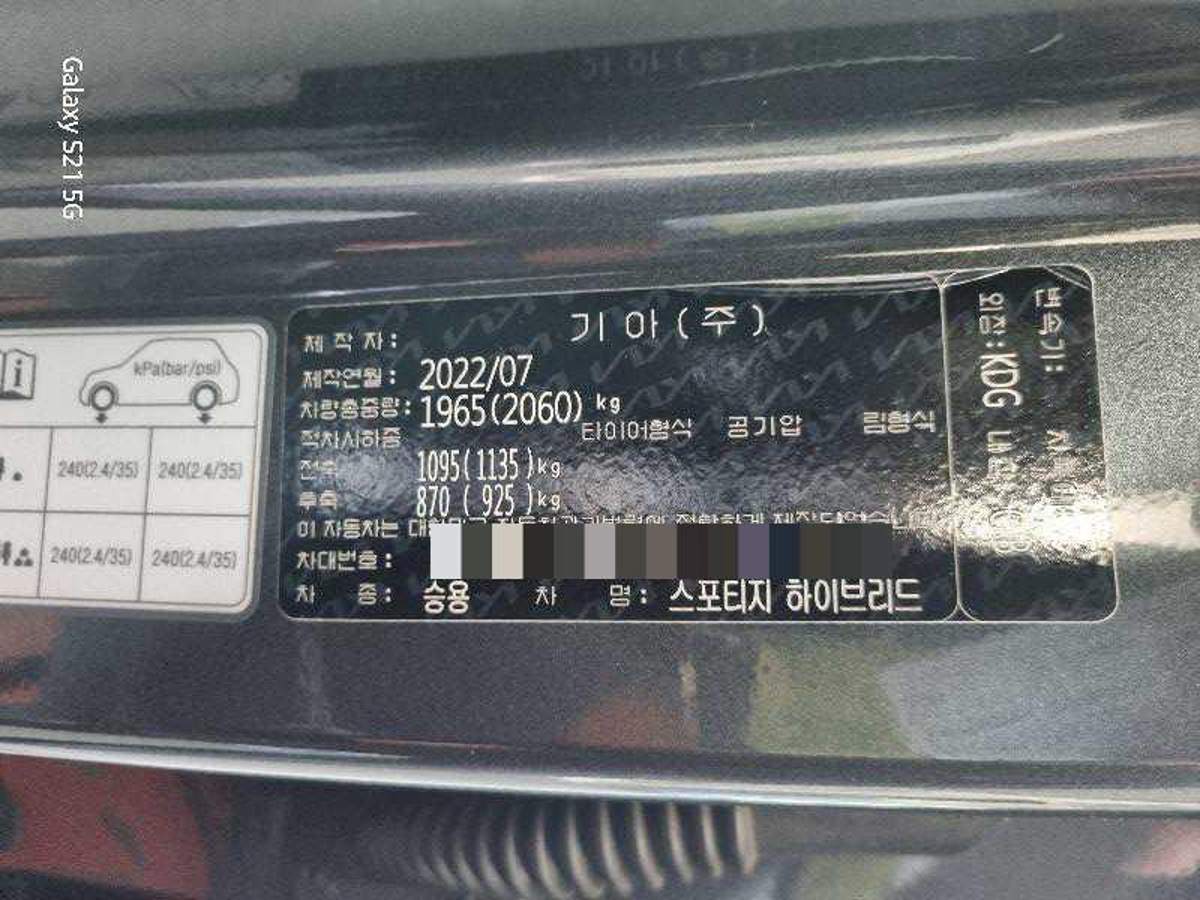 Galaxy S21 5G
kPa(bar/psi)
240(2.4/35) 240(2.4/35)
240(2.4/35) 240(2.4/35)
제 작 자 : 기 아 ( 주 )
제작연월 : 2022/07
차량총중량 : 1965(2060) kg
타이어형식 공기압 림형식
적차시하중
전축 1095(1135)kg
후축 870 ( 925 )kg
이 자동차는
차대번호 :
차 종 : 승용 차 명 : 스포티지 하이브리드
변속기 :
외장 : KDG